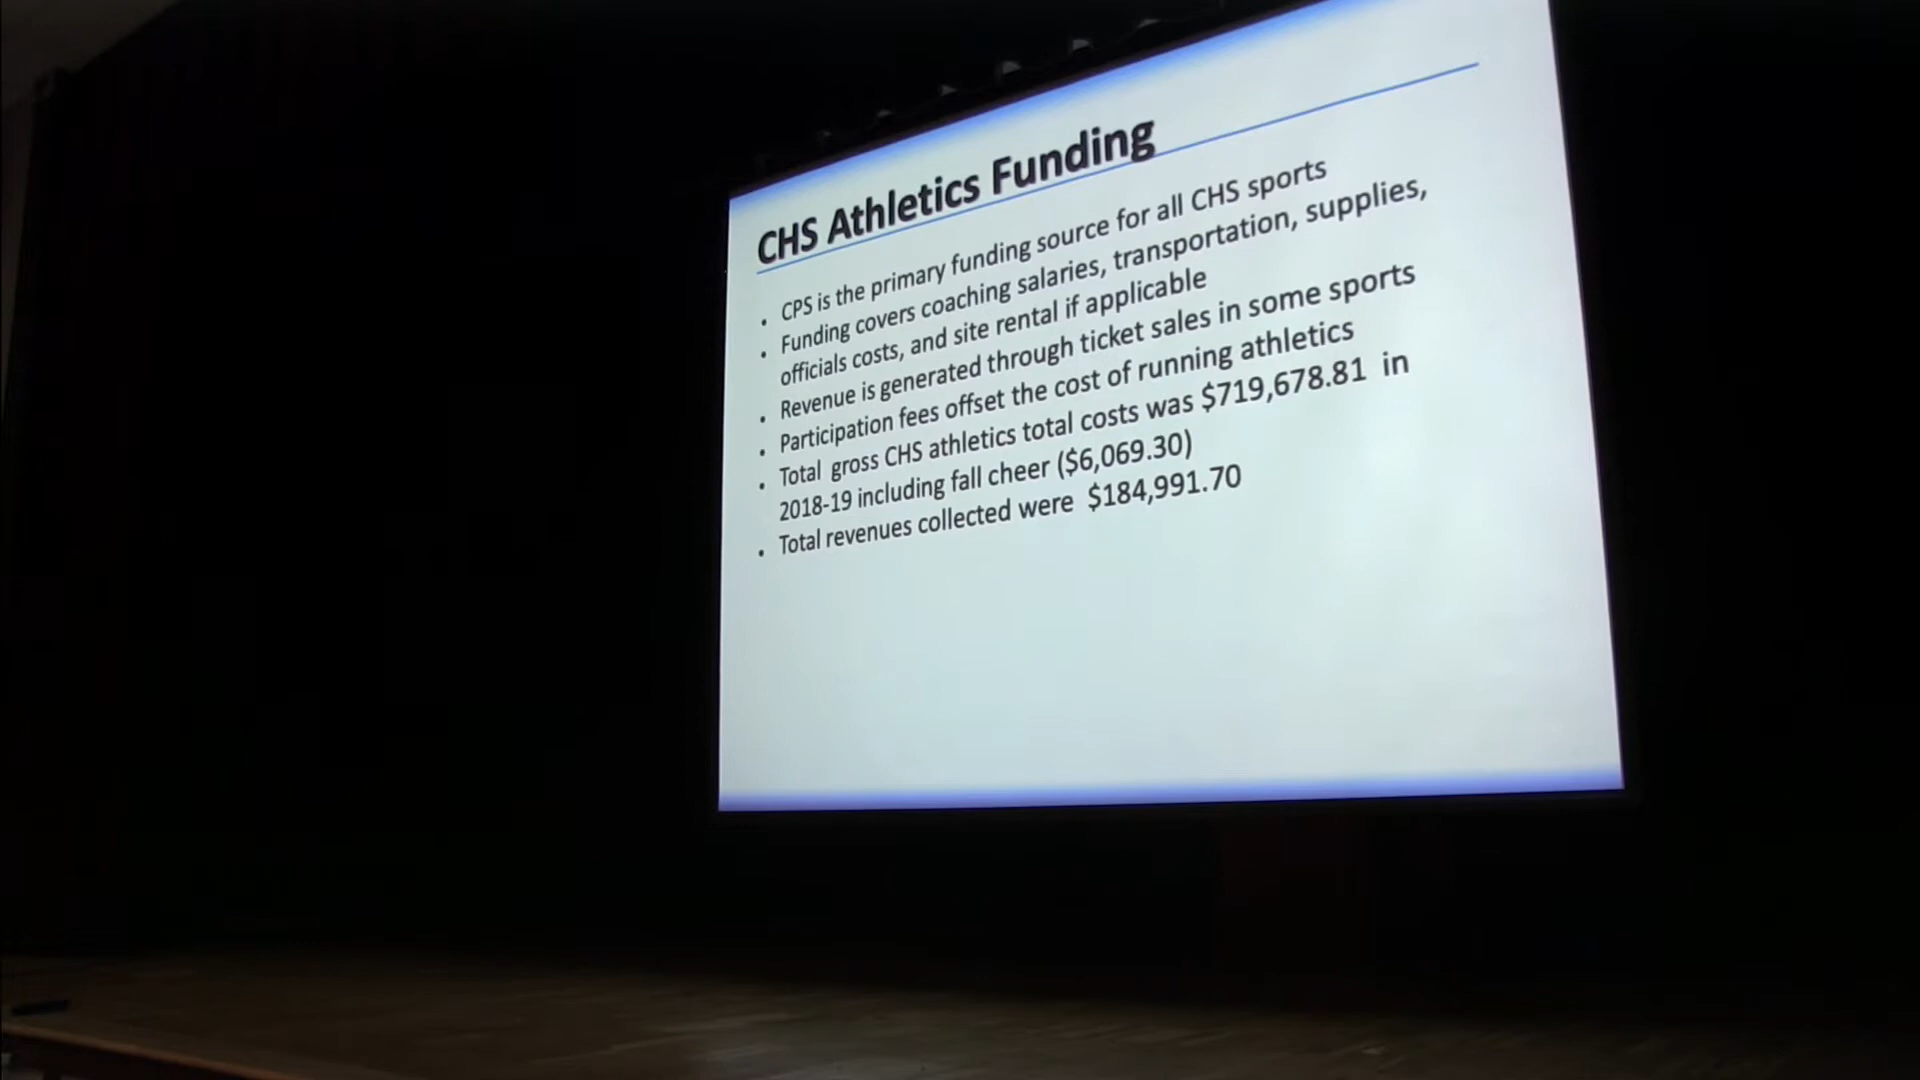 CHS Athletics Funding
• CPS is the primary funding source for all CHS sports
• Funding covers coaching salaries, transportation, supplies,
officials costs, and site rental if applicable
• Revenue is generated through ticket sales in some sports
• Participation fees offset the cost of running athletics
• Total gross CHS athletics total costs was $719,678.81 in
2018-19 including fall cheer ($6,069.30)
• Total revenues collected were $184,991.70